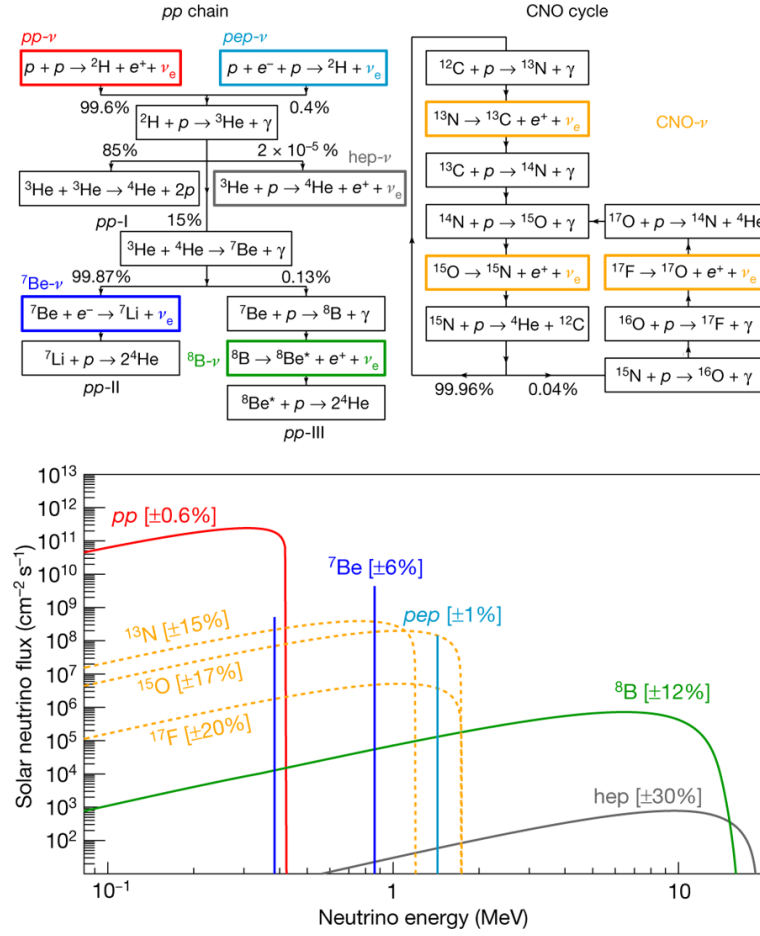 pp chain
CNO cycle
pp-ν
pep-ν
p + p → ²H + e⁺ + νₑ
p + e⁻ + p → ²H + νₑ
99.6%
0.4%
²H + p → ³He + γ
85%
2 × 10⁻⁵ %
hep-ν
³He + ³He → ⁴He + 2p
³He + p → ⁴He + e⁺ + νₑ
pp-I
15%
³He + ⁴He → ⁷Be + γ
⁷Be-ν
99.87%
0.13%
⁷Be + e⁻ → ⁷Li + νₑ
⁷Be + p → ⁸B + γ
⁷Li + p → 2⁴He
⁸B-ν
⁸B → ⁸Be* + e⁺ + νₑ
pp-II
⁸Be* + p → 2⁴He
pp-III
¹²C + p → ¹³N + γ
¹³N → ¹³C + e⁺ + νₑ
CNO-ν
¹³C + p → ¹⁴N + γ
¹⁴N + p → ¹⁵O + γ
¹⁷O + p → ¹⁴N + ⁴He
¹⁵O → ¹⁵N + e⁺ + νₑ
¹⁷F → ¹⁷O + e⁺ + νₑ
¹⁵N + p → ⁴He + ¹²C
¹⁶O + p → ¹⁷F + γ
99.96%
0.04%
¹⁵N + p → ¹⁶O + γ
Solar neutrino flux (cm⁻² s⁻¹)
10¹³
10¹²
10¹¹
10¹⁰
10⁹
10⁸
10⁷
10⁶
10⁵
10⁴
10³
10²
pp [±0.6%]
⁷Be [±6%]
pep [±1%]
¹³N [±15%]
¹⁵O [±17%]
¹⁷F [±20%]
⁸B [±12%]
hep [±30%]
10⁻¹
1
10
Neutrino energy (MeV)